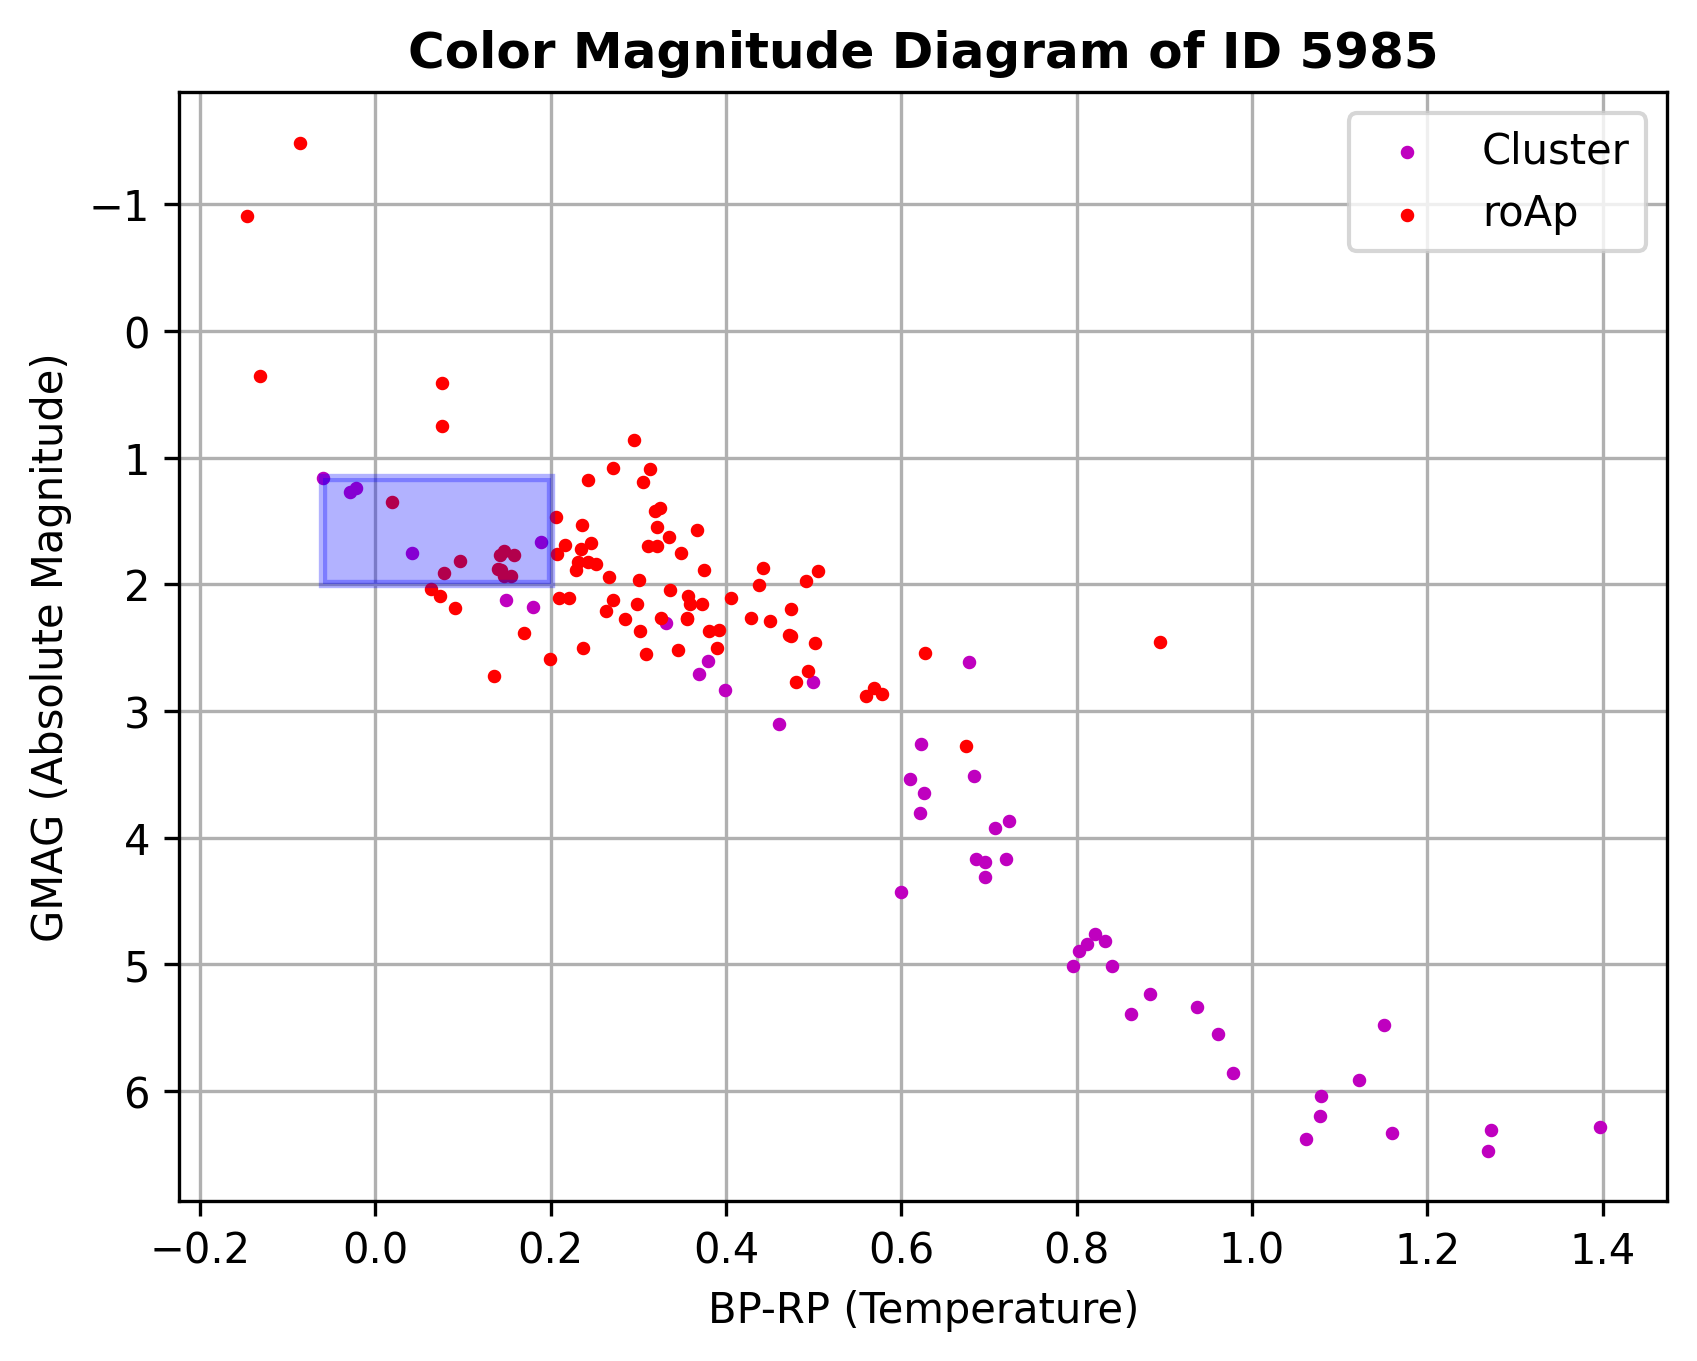 Color Magnitude Diagram of ID 5985
Cluster
roAp
−1
0
1
2
3
4
5
6
GMAG (Absolute Magnitude)
−0.2 0.0 0.2 0.4 0.6 0.8 1.0 1.2 1.4
BP-RP (Temperature)